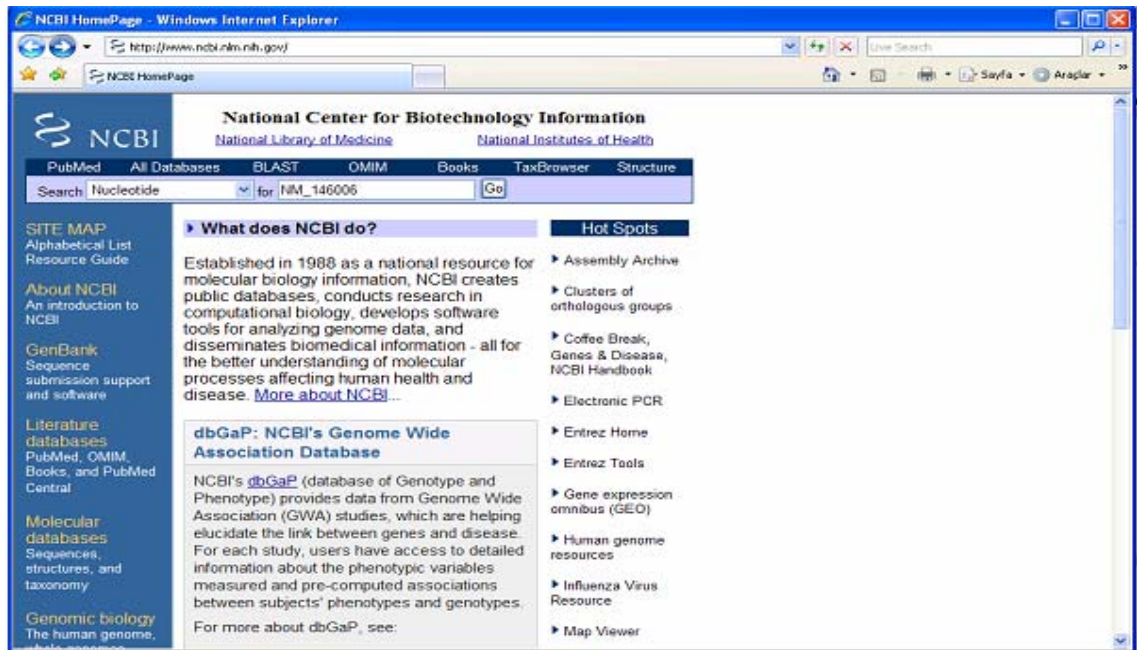 NCBI HomePage - Windows Internet Explorer
http://www.ncbi.nlm.nih.gov/
Live Search
NCBI HomePage
Sayfa
Araçlar
NCBI
National Center for Biotechnology Information
National Library of Medicine National Institutes of Health
PubMed All Databases BLAST OMIM Books TaxBrowser Structure
Search Nucleotide for NM_146006 Go
SITE MAP
Alphabetical List
Resource Guide
About NCBI
An introduction to
NCBI
GenBank
Sequence
submission support
and software
Literature
databases
PubMed, OMIM,
Books, and PubMed
Central
Molecular
databases
Sequences,
structures, and
taxonomy
Genomic biology
The human genome,
What does NCBI do?
Established in 1988 as a national resource for
molecular biology information, NCBI creates
public databases, conducts research in
computational biology, develops software
tools for analyzing genome data, and
disseminates biomedical information - all for
the better understanding of molecular
processes affecting human health and
disease. More about NCBI...
dbGaP: NCBI's Genome Wide
Association Database
NCBI's dbGaP (database of Genotype and
Phenotype) provides data from Genome Wide
Association (GWA) studies, which are helping
elucidate the link between genes and disease.
For each study, users have access to detailed
information about the phenotypic variables
measured and pre-computed associations
between subjects' phenotypes and genotypes.
For more about dbGaP, see:
Hot Spots
Assembly Archive
Clusters of
orthologous groups
Coffee Break,
Genes & Disease,
NCBI Handbook
Electronic PCR
Entrez Home
Entrez Tools
Gene expression
omnibus (GEO)
Human genome
resources
Influenza Virus
Resource
Map Viewer